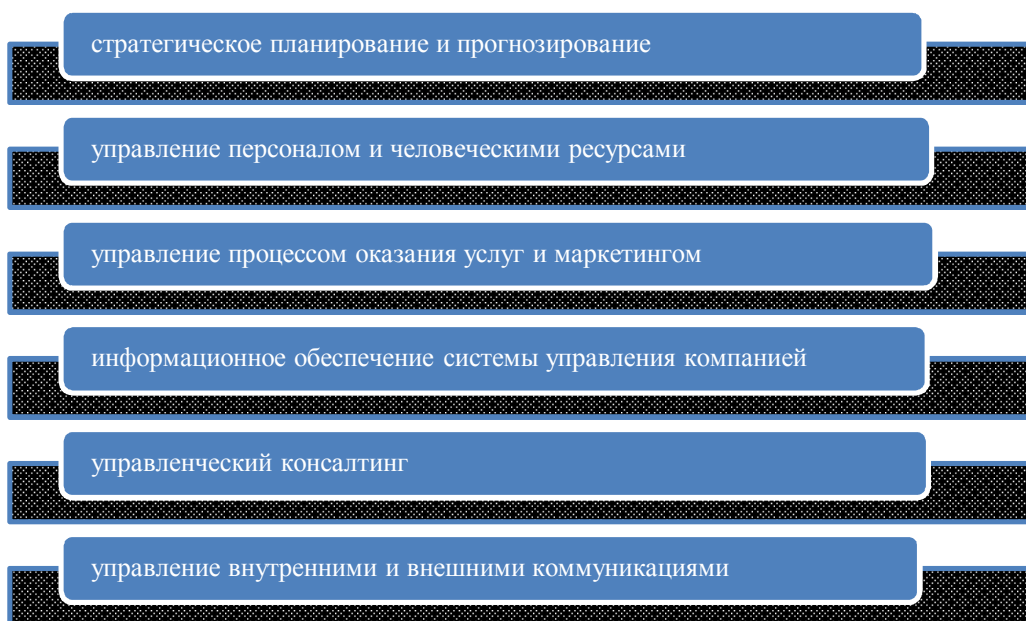 стратегическое планирование и прогнозирование
управление персоналом и человеческими ресурсами
управление процессом оказания услуг и маркетингом
информационное обеспечение системы управления компанией
управленческий консалтинг
управление внутренними и внешними коммуникациями